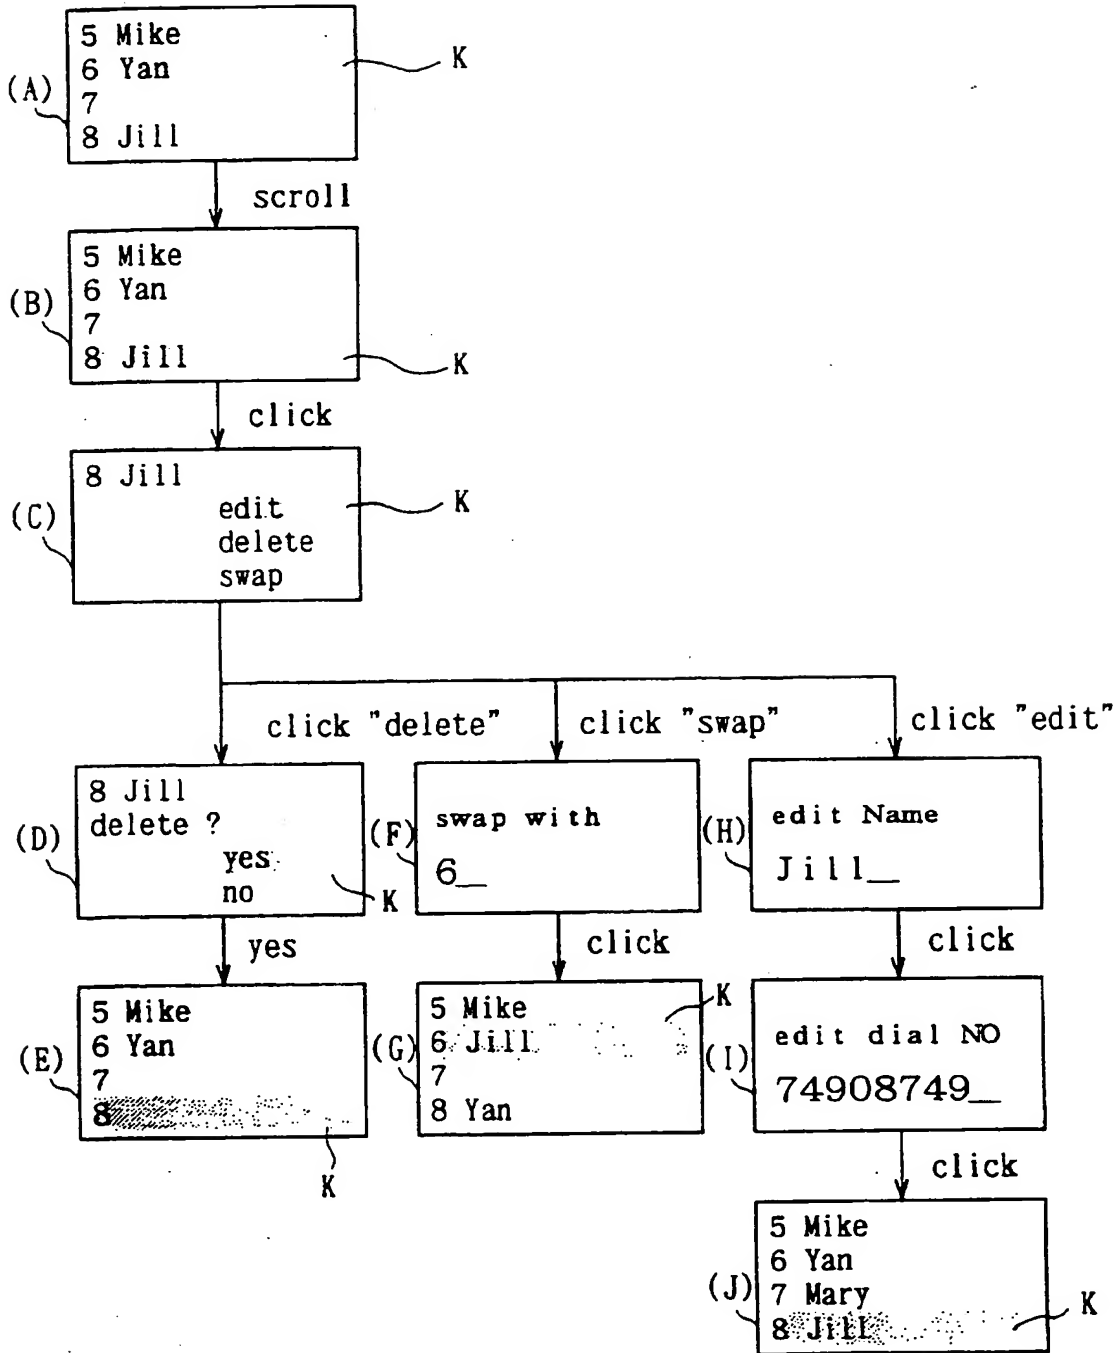 5 Mike
6 Yan
7
8 Jill
(A)
K
scroll
5 Mike
6 Yan
7
8 Jill
(B)
K
click
8 Jill
edit
delete
swap
(C)
K
click "delete"
click "swap"
click "edit"
8 Jill
delete ?
yes
no
(D)
K
swap with
6_
(F)
edit Name
Jill_
(H)
yes
click
click
5 Mike
6 Yan
7
8
(E)
K
5 Mike
6 Jill
7
8 Yan
(G)
K
edit dial NO
74908749_
(I)
click
5 Mike
6 Yan
7 Mary
8 Jill
(J)
K